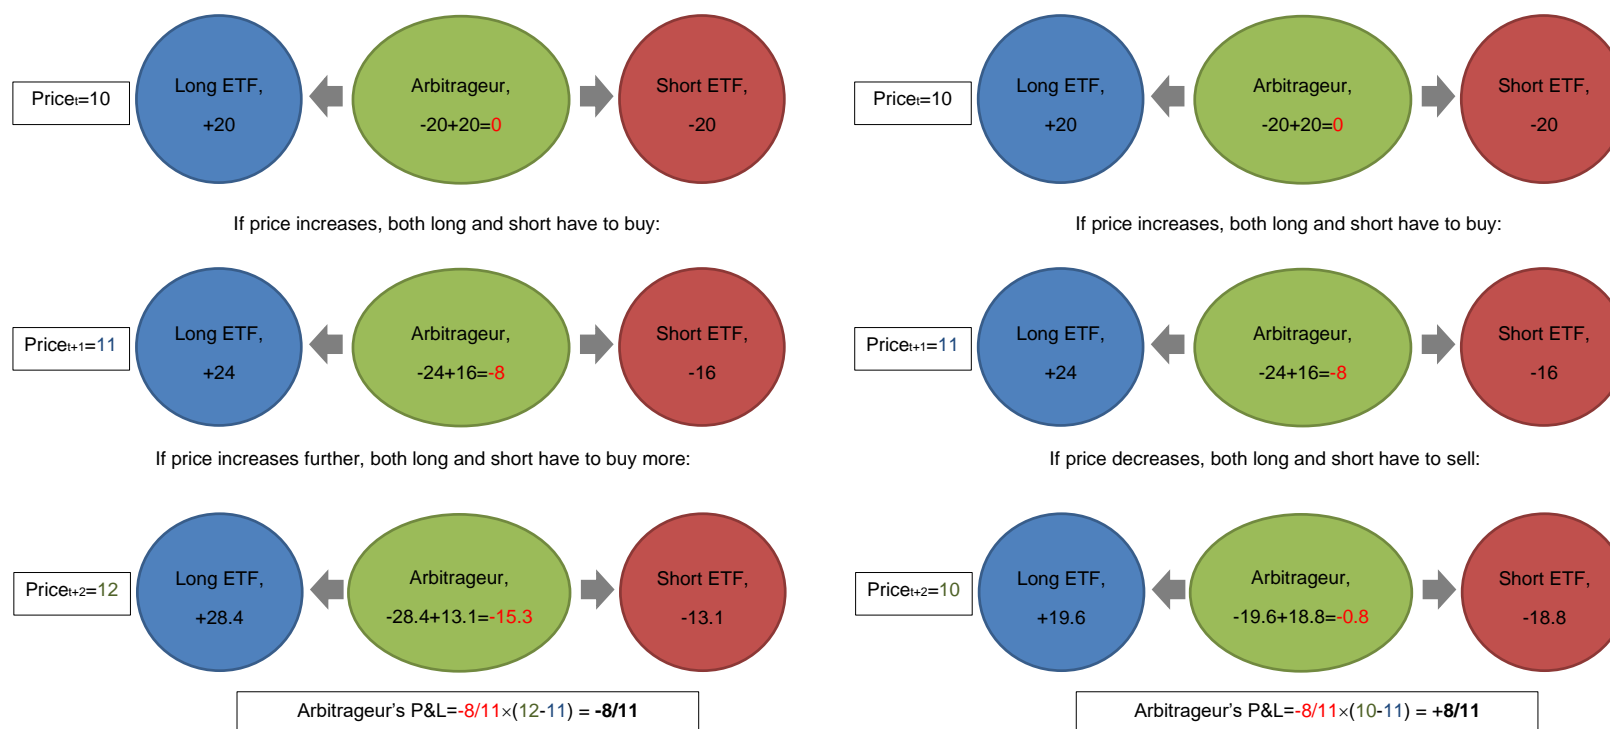 Priceₜ=10
Long ETF,
+20
Arbitrageur,
-20+20=0
Short ETF,
-20
If price increases, both long and short have to buy:
Priceₜ₊₁=11
Long ETF,
+24
Arbitrageur,
-24+16=-8
Short ETF,
-16
If price increases further, both long and short have to buy more:
Priceₜ₊₂=12
Long ETF,
+28.4
Arbitrageur,
-28.4+13.1=-15.3
Short ETF,
-13.1
Arbitrageur’s P&L=-8/11×(12-11) = -8/11
Priceₜ=10
Long ETF,
+20
Arbitrageur,
-20+20=0
Short ETF,
-20
If price increases, both long and short have to buy:
Priceₜ₊₁=11
Long ETF,
+24
Arbitrageur,
-24+16=-8
Short ETF,
-16
If price decreases, both long and short have to sell:
Priceₜ₊₂=10
Long ETF,
+19.6
Arbitrageur,
-19.6+18.8=-0.8
Short ETF,
-18.8
Arbitrageur’s P&L=-8/11×(10-11) = +8/11